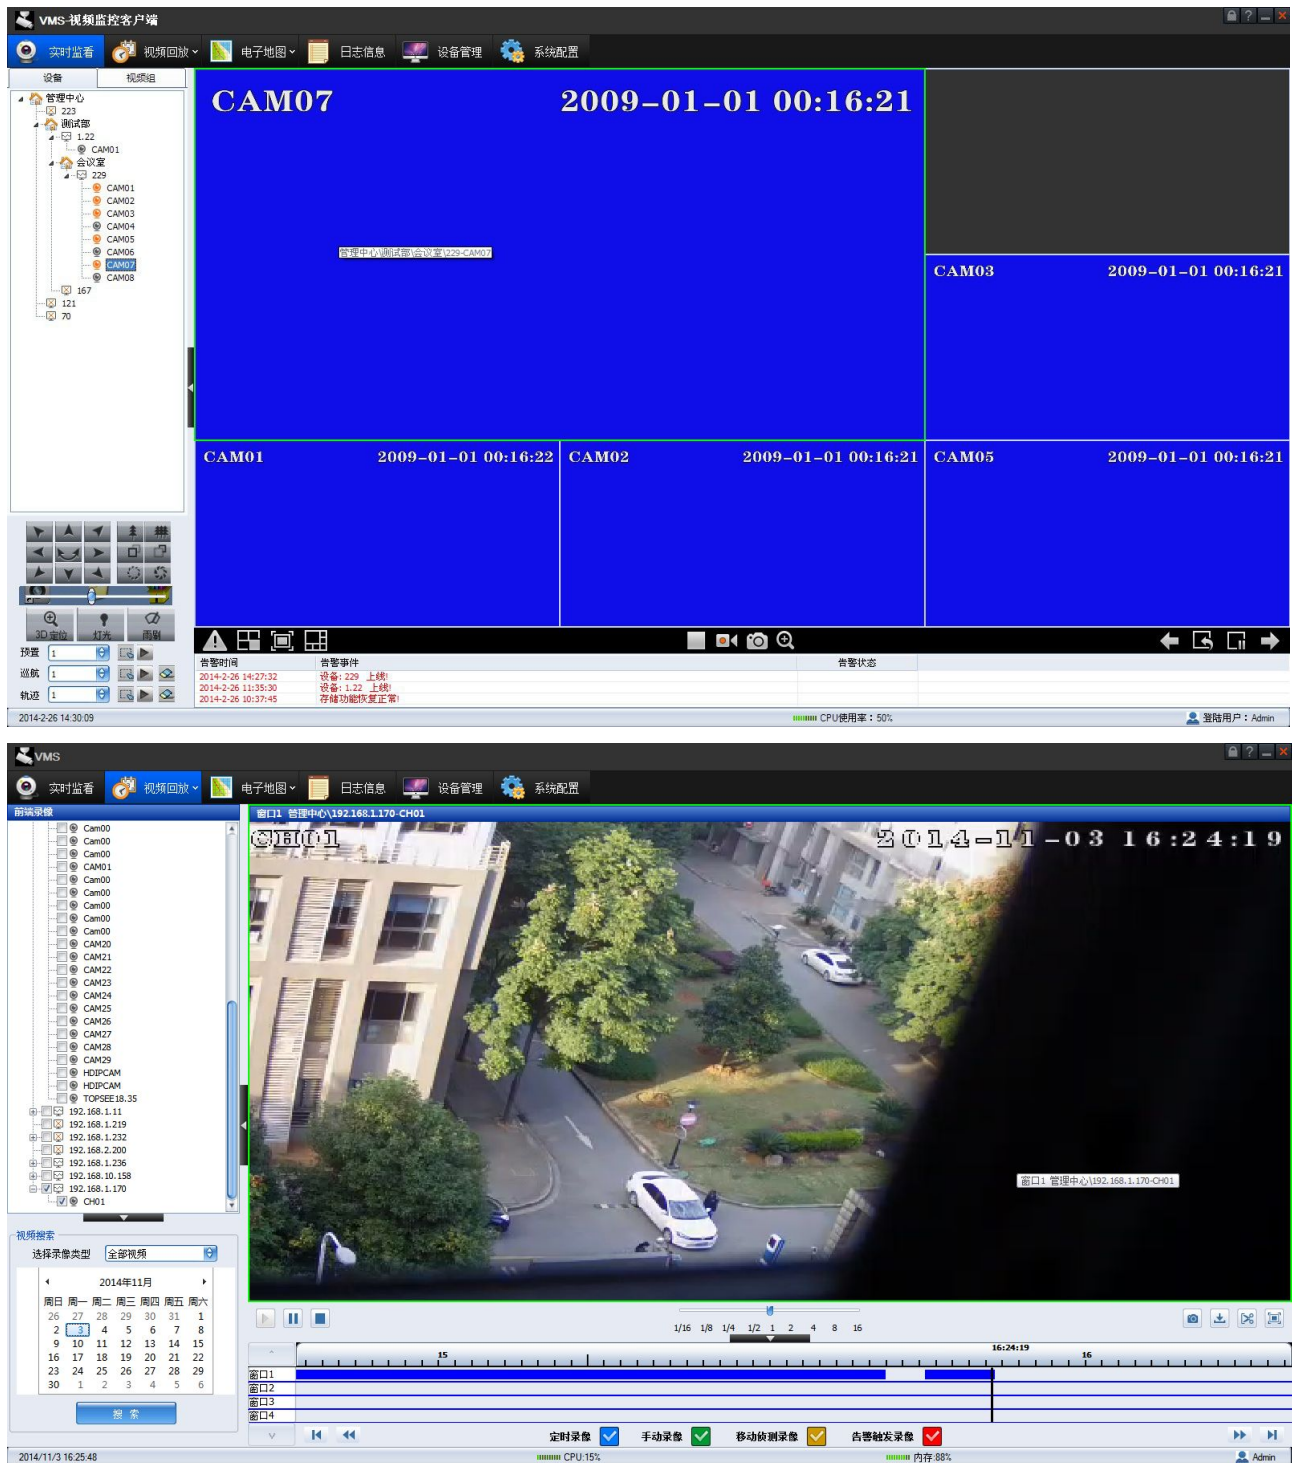 VMS-视频监控客户端
实时监看 视频回放 电子地图 日志信息 设备管理 系统配置
设备 视频组
管理中心
223
测试部
1.22
CAM01
会议室
229
CAM01
CAM02
CAM03
CAM04
CAM05
CAM06
CAM07
CAM08
167
121
70
CAM07 2009-01-01 00:16:21
管理中心\测试部\会议室\229-CAM07
CAM03 2009-01-01 00:16:21
CAM01 2009-01-01 00:16:22
CAM02 2009-01-01 00:16:21
CAM05 2009-01-01 00:16:21
3D定位 灯光 雨刷
预置 1
巡航 1
轨迹 1
告警时间 告警事件 告警状态
2014-2-26 14:27:32 设备: 229 上线!
2014-2-26 11:35:30 设备: 1.22 上线!
2014-2-26 10:37:45 存储功能恢复正常!
2014-2-26 14:30:09 CPU使用率：50% 登陆用户：Admin
VMS
实时监看 视频回放 电子地图 日志信息 设备管理 系统配置
前端录像
Cam00
Cam00
Cam00
CAM01
Cam00
Cam00
Cam00
Cam00
Cam00
CAM20
CAM21
CAM22
CAM23
CAM24
CAM25
CAM26
CAM27
CAM28
CAM29
HDIPCAM
HDIPCAM
TOPSEE18.35
192.168.1.11
192.168.1.219
192.168.1.232
192.168.2.200
192.168.1.236
192.168.10.158
192.168.1.170
CH01
窗口1 管理中心\192.168.1.170-CH01
CH01 2014-11-03 16:24:19
窗口1 管理中心\192.168.1.170-CH01
视频搜索
选择录像类型 全部视频
2014年11月
周日 周一 周二 周三 周四 周五 周六
26 27 28 29 30 31 1
2 3 4 5 6 7 8
9 10 11 12 13 14 15
16 17 18 19 20 21 22
23 24 25 26 27 28 29
30 1 2 3 4 5 6
搜 索
1/16 1/8 1/4 1/2 1 2 4 8 16
16:24:19
15 16
窗口1
窗口2
窗口3
窗口4
定时录像 手动录像 移动侦测录像 告警触发录像
2014/11/3 16:25:48 CPU:15% 内存:88% Admin